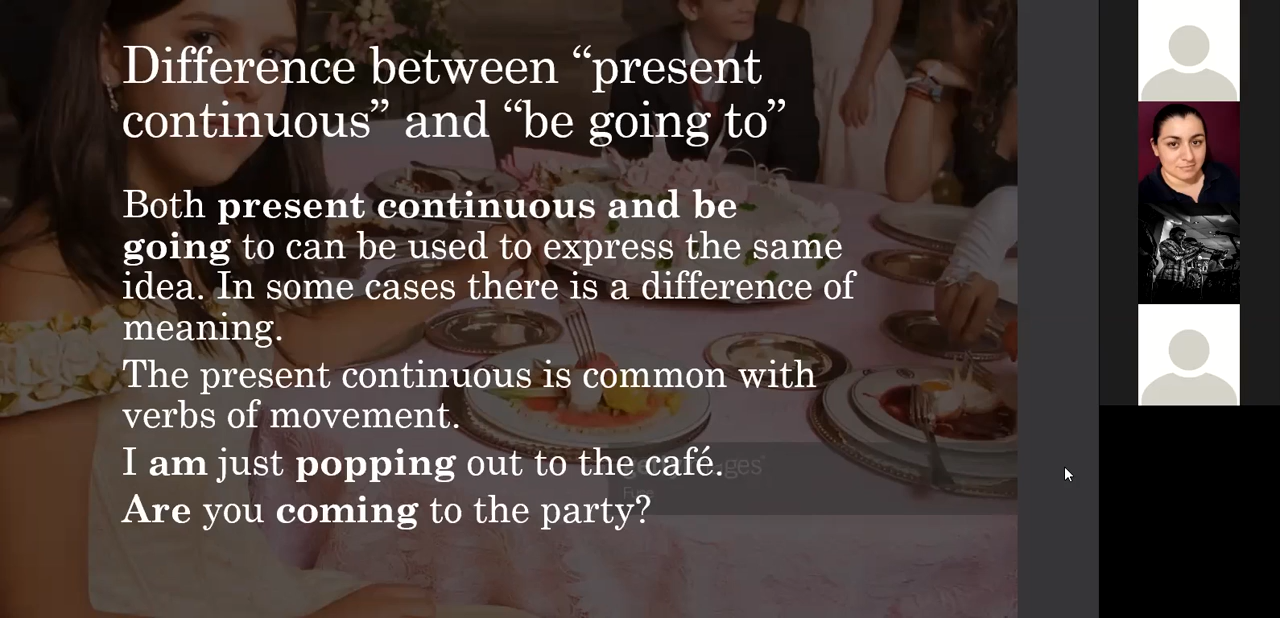 Difference between “present
continuous” and “be going to”
Both present continuous and be
going to can be used to express the same
idea. In some cases there is a difference of
meaning.
The present continuous is common with
verbs of movement.
I am just popping out to the café.
Are you coming to the party?